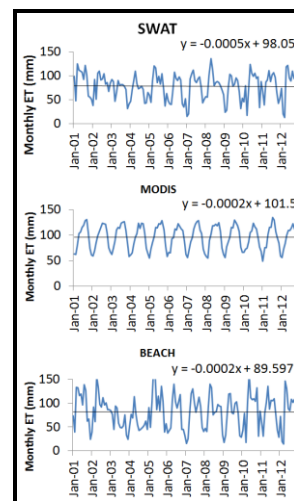 SWAT
y = -0.0005x + 98.05
Monthly ET (mm)
150
100
50
0
Jan-01
Jan-02
Jan-03
Jan-04
Jan-05
Jan-06
Jan-07
Jan-08
Jan-09
Jan-10
Jan-11
Jan-12
MODIS
y = -0.0002x + 101.5
Monthly ET (mm)
150
100
50
0
Jan-01
Jan-02
Jan-03
Jan-04
Jan-05
Jan-06
Jan-07
Jan-08
Jan-09
Jan-10
Jan-11
Jan-12
BEACH
y = -0.0002x + 89.597
Monthly ET (mm)
150
100
50
0
Jan-01
Jan-02
Jan-03
Jan-04
Jan-05
Jan-06
Jan-07
Jan-08
Jan-09
Jan-10
Jan-11
Jan-12